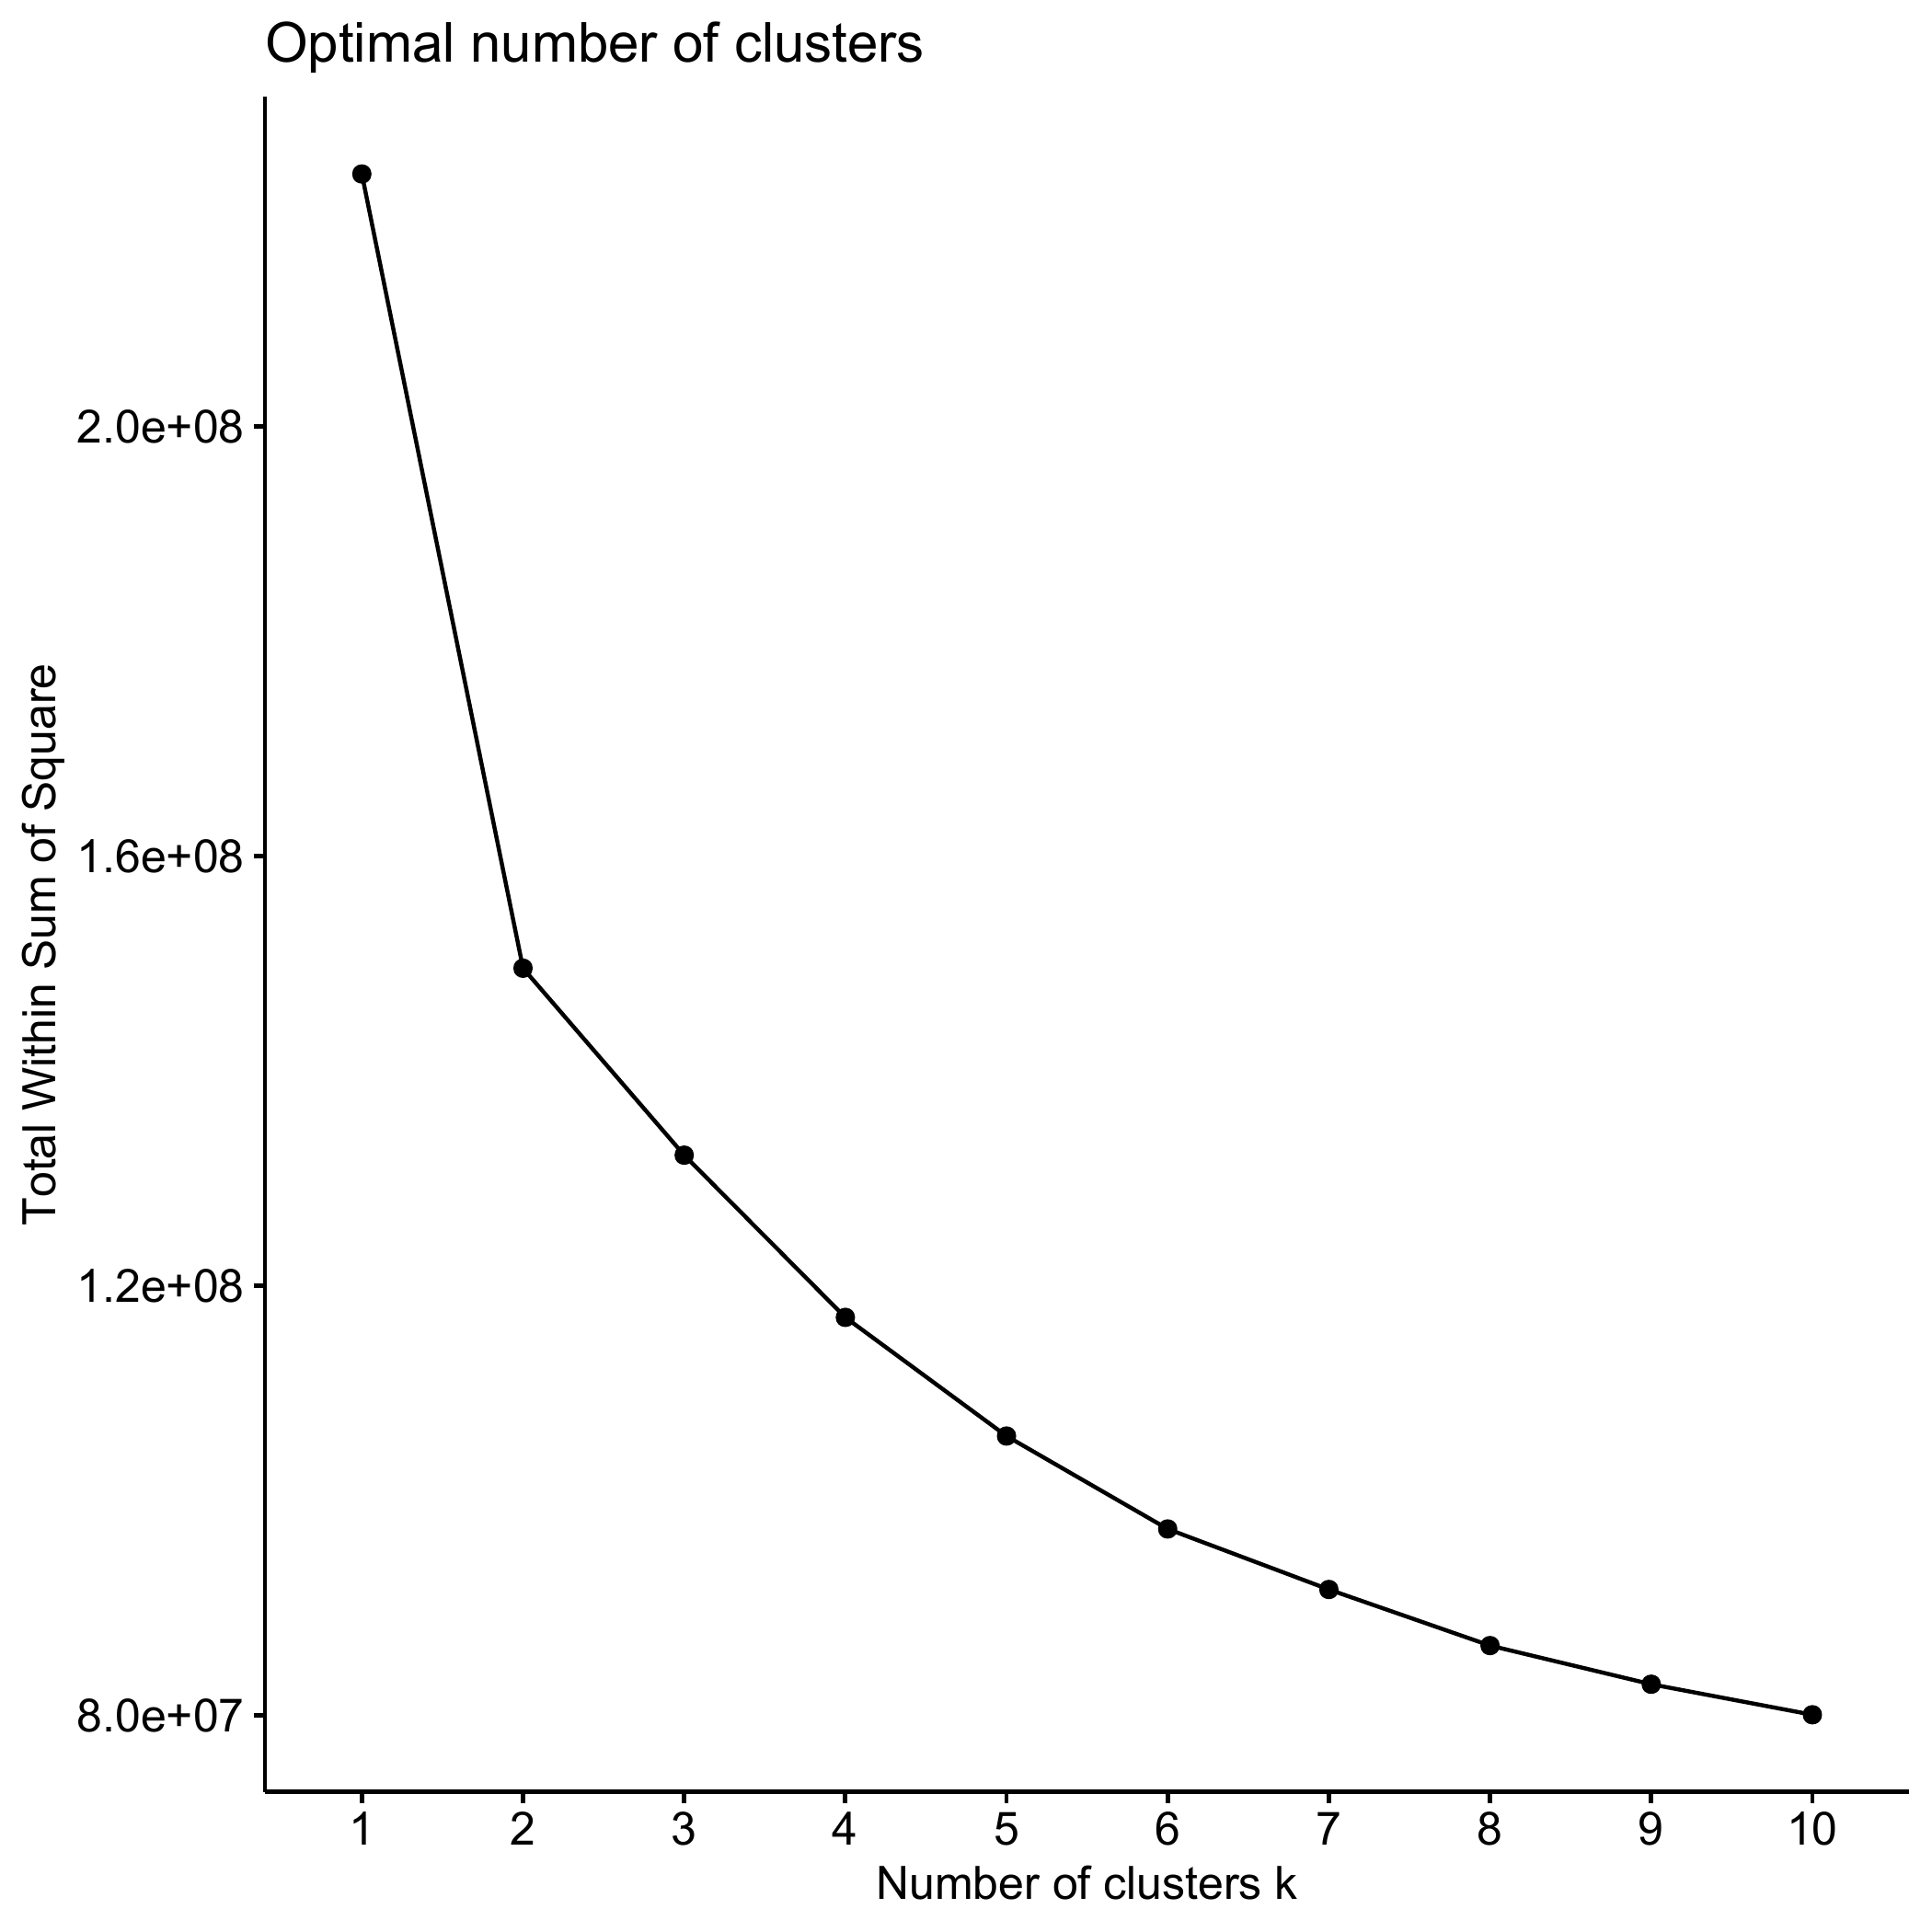 Optimal number of clusters
Total Within Sum of Square
2.0e+08
1.6e+08
1.2e+08
8.0e+07
1 2 3 4 5 6 7 8 9 10
Number of clusters k